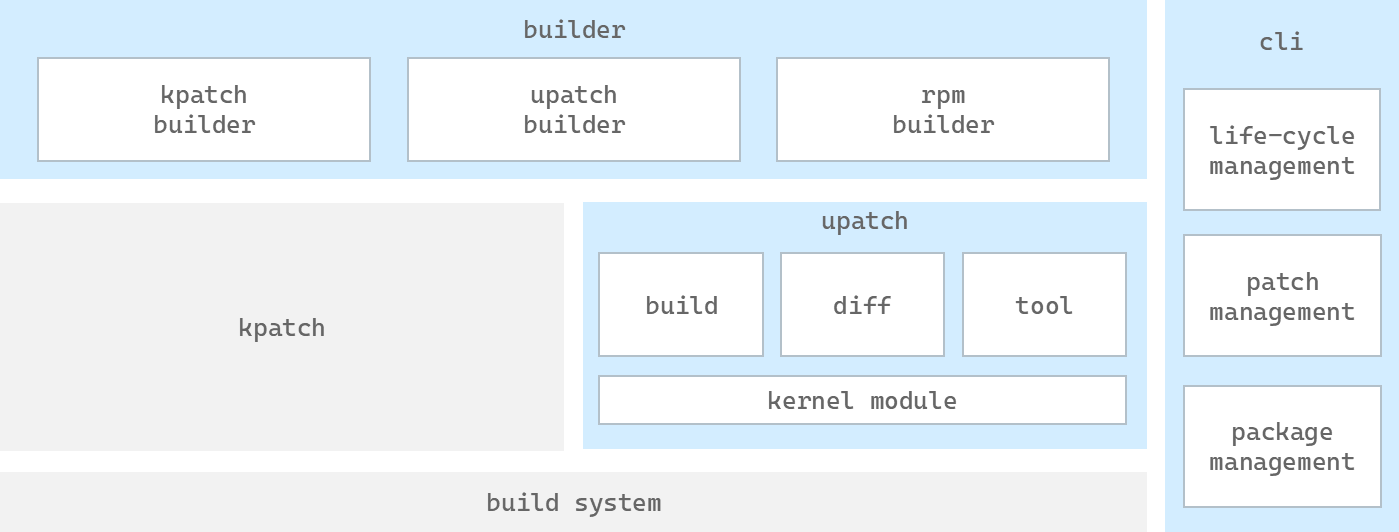 builder
kpatch
builder
upatch
builder
rpm
builder
kpatch
upatch
build
diff
tool
kernel module
build system
cli
life-cycle
management
patch
management
package
management